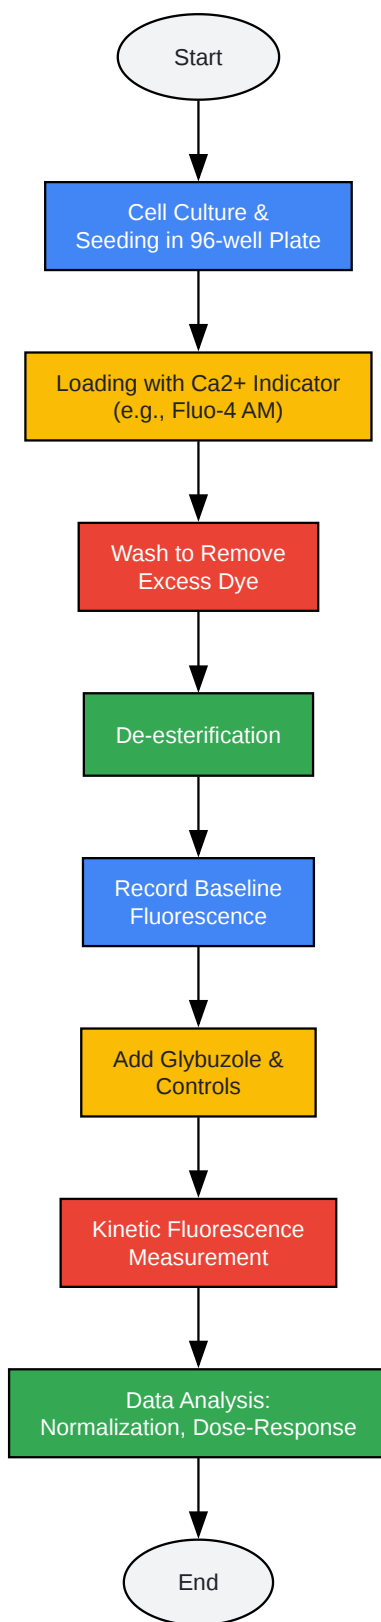 Start
Cell Culture &
Seeding in 96-well Plate
Loading with Ca2+ Indicator
(e.g., Fluo-4 AM)
Wash to Remove
Excess Dye
De-esterification
Record Baseline
Fluorescence
Add Glybuzole &
Controls
Kinetic Fluorescence
Measurement
Data Analysis:
Normalization, Dose-Response
End